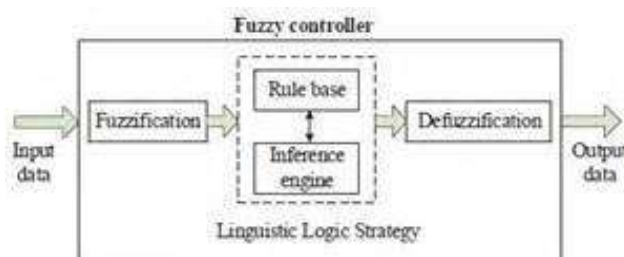 Fuzzy controller
Rule base
Fuzzification
Defuzzification
Input
data
Inference
engine
Output
data
Linguistic Logic Strategy